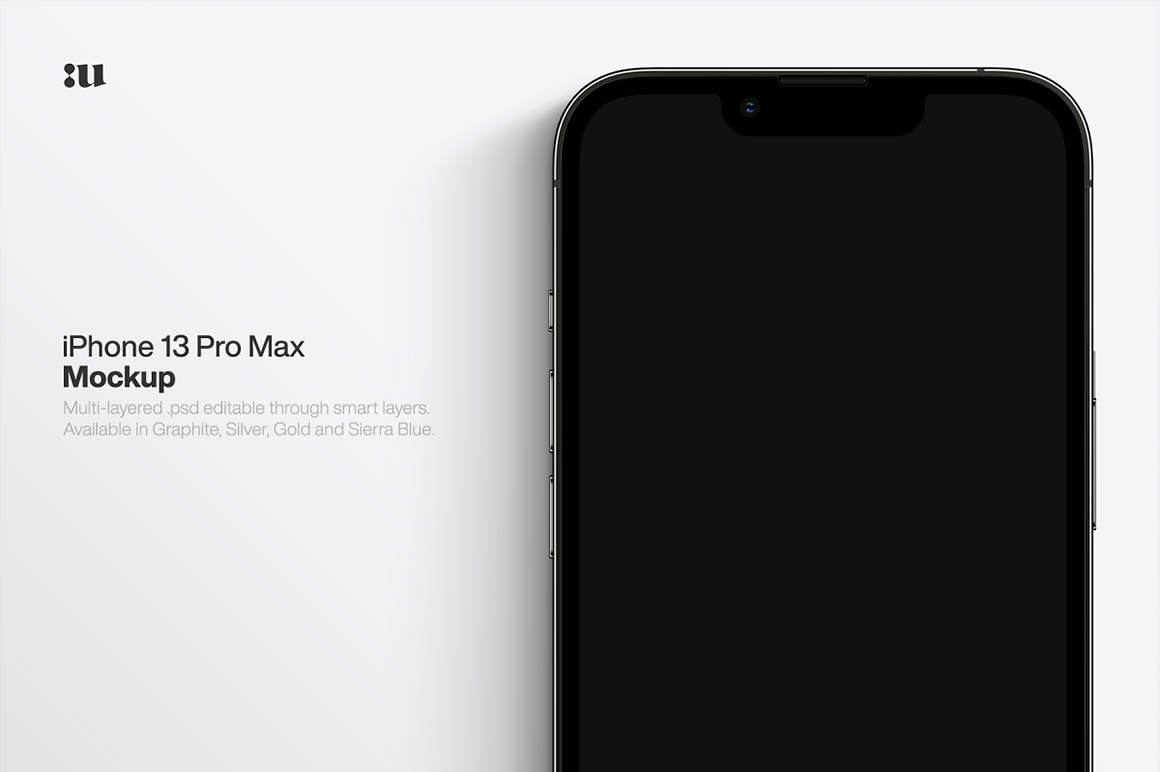 :u
iPhone 13 Pro Max
Mockup
Multi-layered .psd editable through smart layers.
Available in Graphite, Silver, Gold and Sierra Blue.